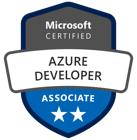 Microsoft
CERTIFIED
AZURE
DEVELOPER
ASSOCIATE